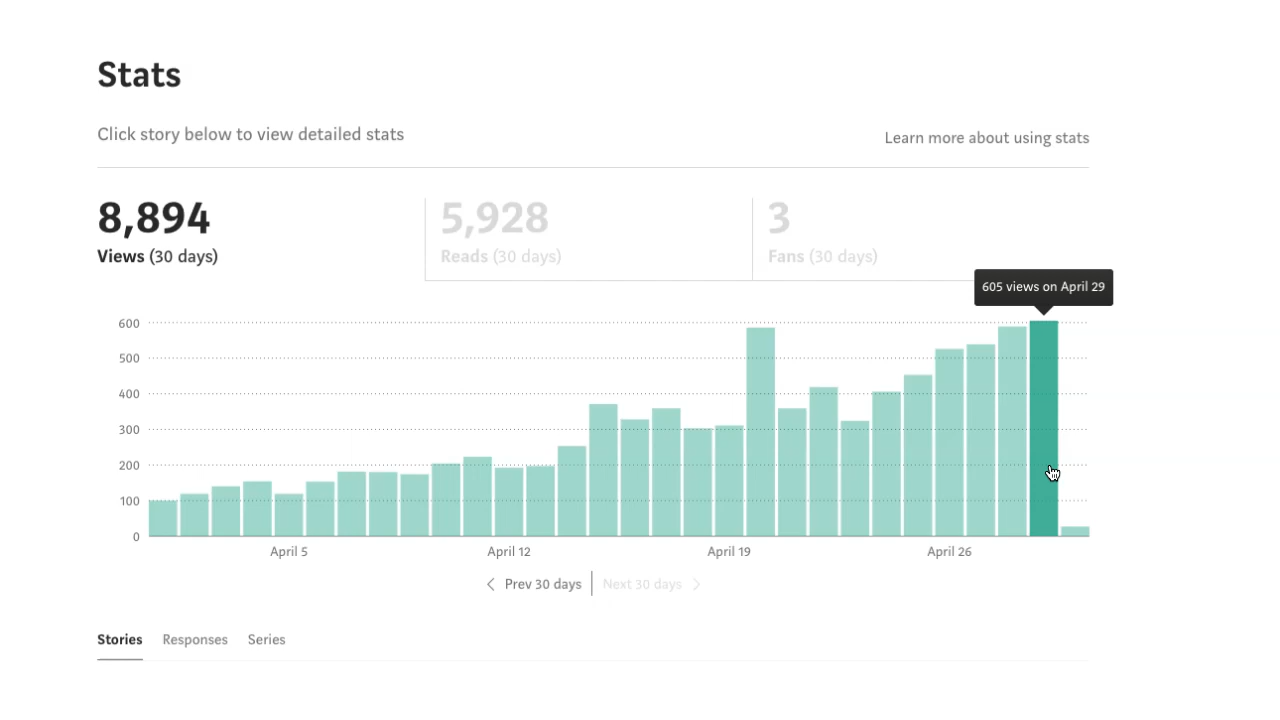 Stats
Click story below to view detailed stats
Learn more about using stats
8,894
Views (30 days)
5,928
Reads (30 days)
3
Fans (30 days)
605 views on April 29
600
500
400
300
200
100
0
April 5
April 12
April 19
April 26
Prev 30 days
Next 30 days
Stories
Responses
Series